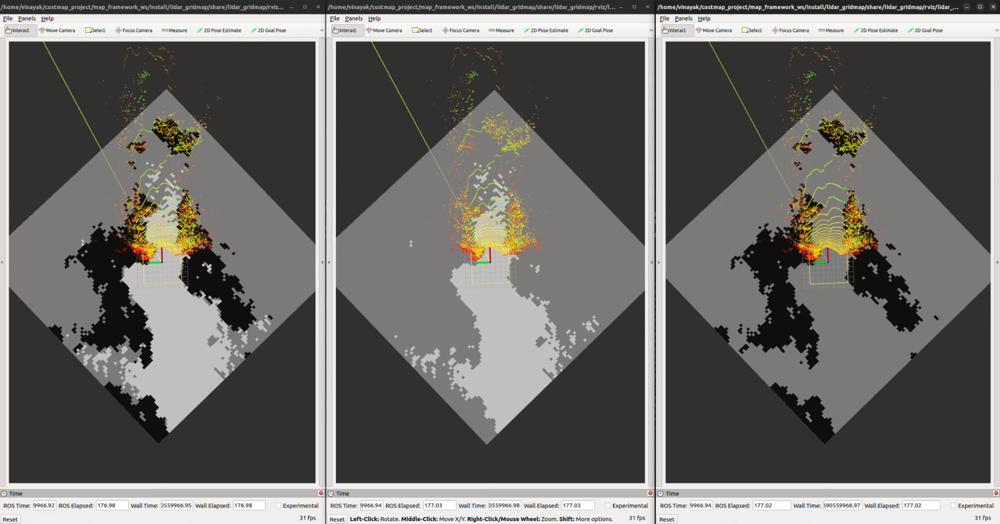 /home/vinayak/costmap_project/map_framework_ws/install/lidar_gridmap/share/lidar_gridmap/rviz...
File Panels Help
Interact Move Camera Select Focus Camera Measure 2D Pose Estimate 2D Goal Pose »
Time
ROS Time: 9966.92 ROS Elapsed: 176.98 Wall Time: 0559966.95 Wall Elapsed: 176.98 Experimental
Reset 31 fps
/home/vinayak/costmap_project/map_framework_ws/install/lidar_gridmap/share/lidar_gridmap/rviz/l...
File Panels Help
Interact Move Camera Select Focus Camera Measure 2D Pose Estimate 2D Goal Pose »
Time
ROS Time: 9966.94 ROS Elapsed: 177.03 Wall Time: 0559966.98 Wall Elapsed: 177.03 Experimental
Reset Left-Click: Rotate. Middle-Click: Move X/Y. Right-Click/Mouse Wheel: Zoom. Shift: More options. 31 fps
/home/vinayak/costmap_project/map_framework_ws/install/lidar_gridmap/share/lidar_gridmap/rviz/lidar_...
File Panels Help
Interact Move Camera Select Focus Camera Measure 2D Pose Estimate 2D Goal Pose »
Time
ROS Time: 9966.94 ROS Elapsed: 177.02 Wall Time: 690559966.97 Wall Elapsed: 177.02 Experimental
Reset 31 fps